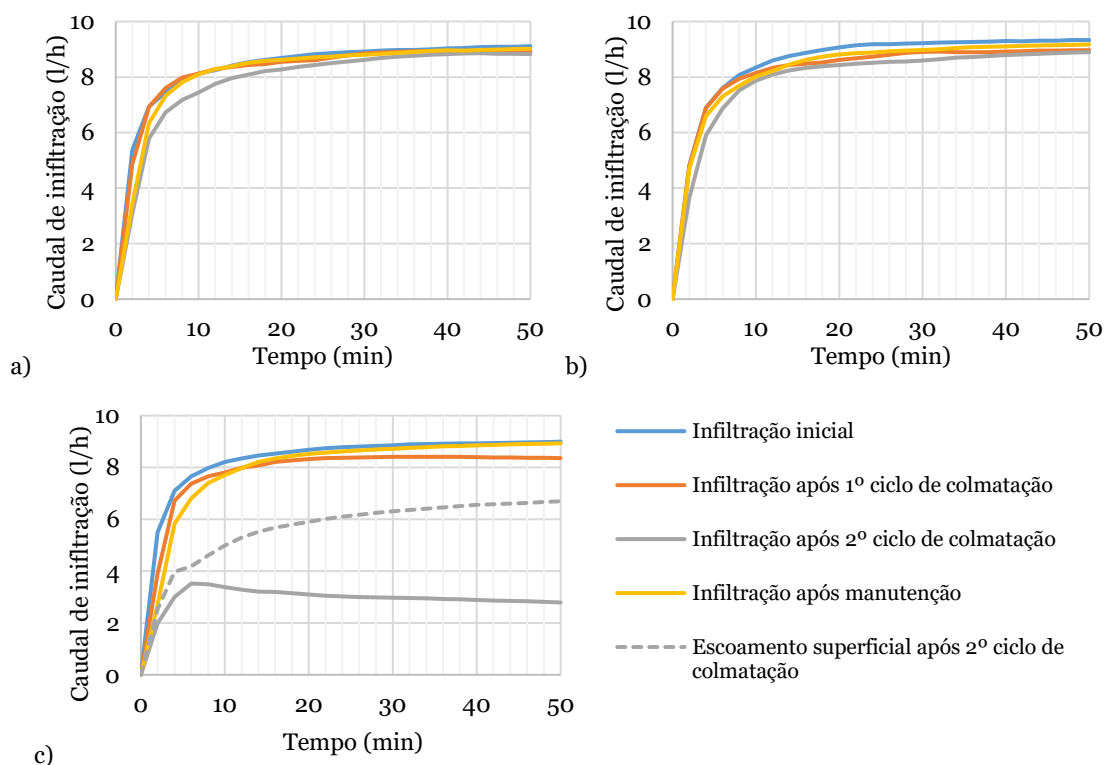 10
8
6
4
2
0
Caudal de inifltração (l/h)
0 10 20 30 40 50
Tempo (min)
a)
10
8
6
4
2
0
Caudal de inifltração (l/h)
0 10 20 30 40 50
Tempo (min)
b)
10
8
6
4
2
0
Caudal de inifltração (l/h)
0 10 20 30 40 50
Tempo (min)
c)
Infiltração inicial
Infiltração após 1º ciclo de colmatação
Infiltração após 2º ciclo de colmatação
Infiltração após manutenção
Escoamento superficial após 2º ciclo de
colmatação